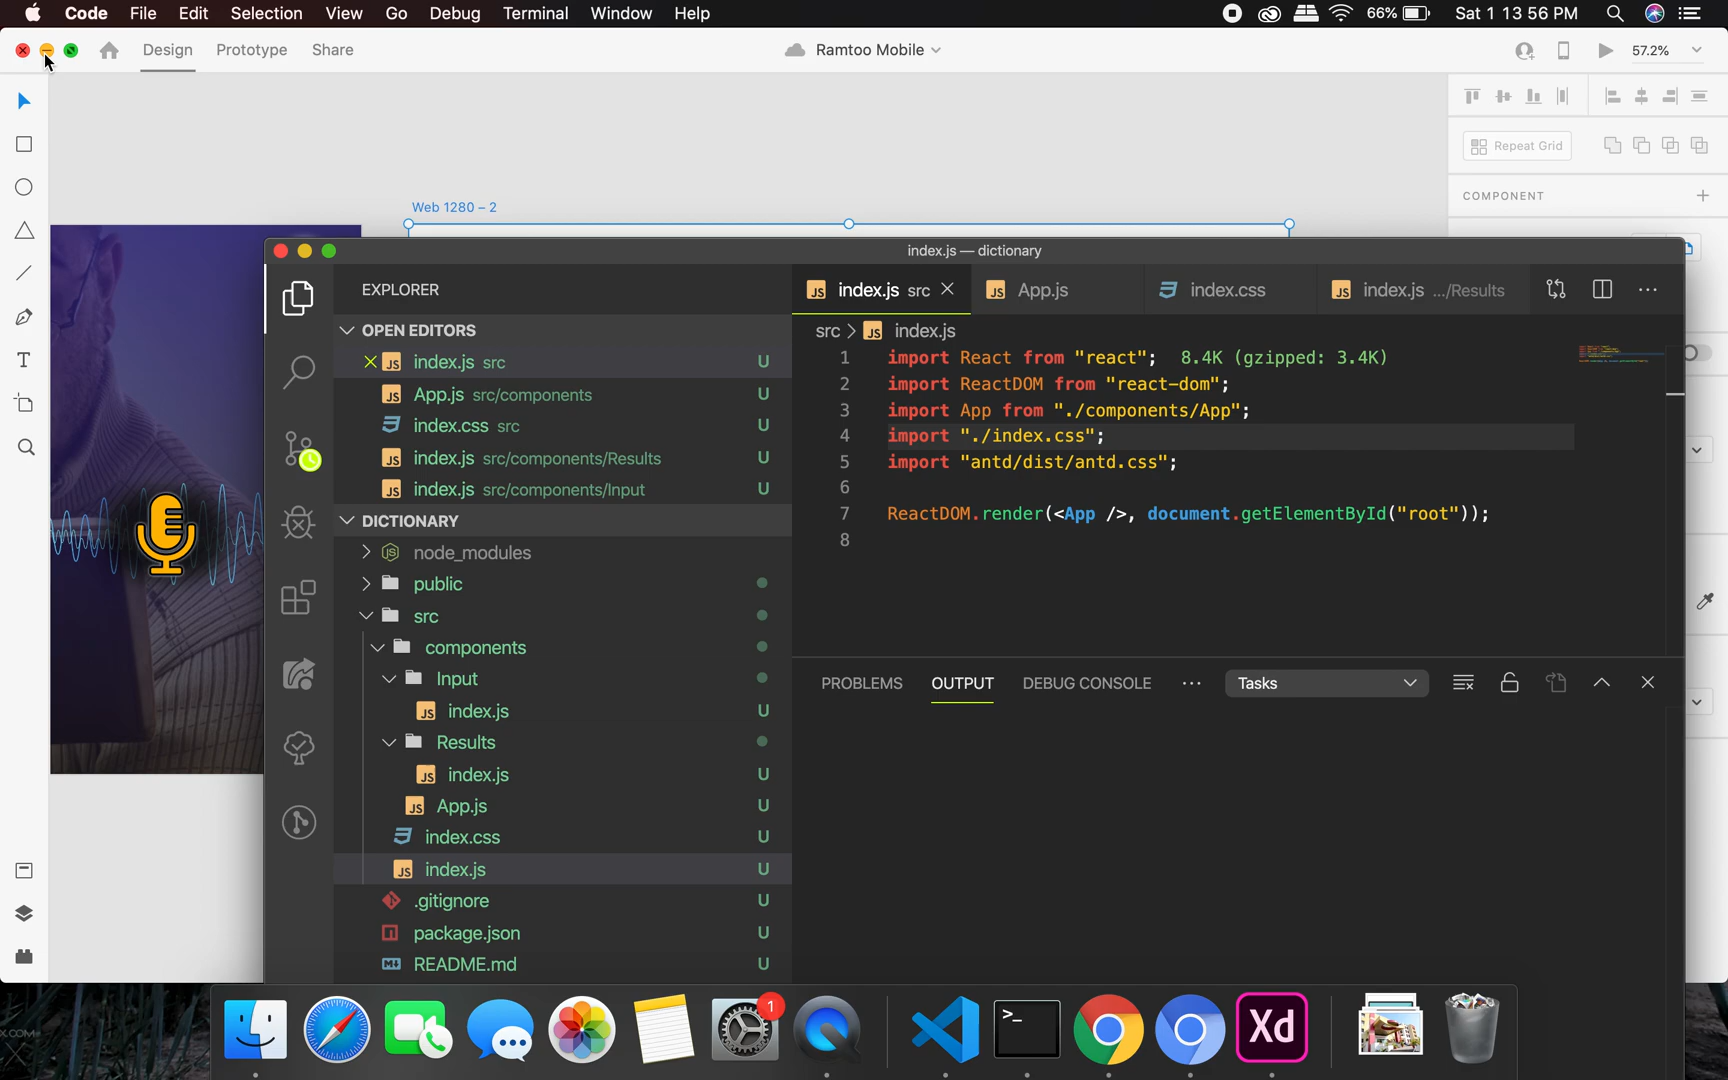 Code File Edit Selection View Go Debug Terminal Window Help 66% Sat 1 13 56 PM
Design Prototype Share Ramtoo Mobile 57.2%
Repeat Grid
COMPONENT
Web 1280 – 2
index.js — dictionary
EXPLORER
index.js src App.js index.css index.js .../Results
OPEN EDITORS
src > index.js
index.js src U
App.js src/components U
index.css src U
index.js src/components/Results U
index.js src/components/Input U
1 import React from "react"; 8.4K (gzipped: 3.4K)
2 import ReactDOM from "react-dom";
3 import App from "./components/App";
4 import "./index.css";
5 import "antd/dist/antd.css";
6
7 ReactDOM.render(<App />, document.getElementById("root"));
8
DICTIONARY
node_modules
public
src
components
Input
index.js U
Results
index.js U
App.js U
index.css U
index.js U
.gitignore U
package.json U
README.md U
PROBLEMS OUTPUT DEBUG CONSOLE ... Tasks
1
>_
Xd